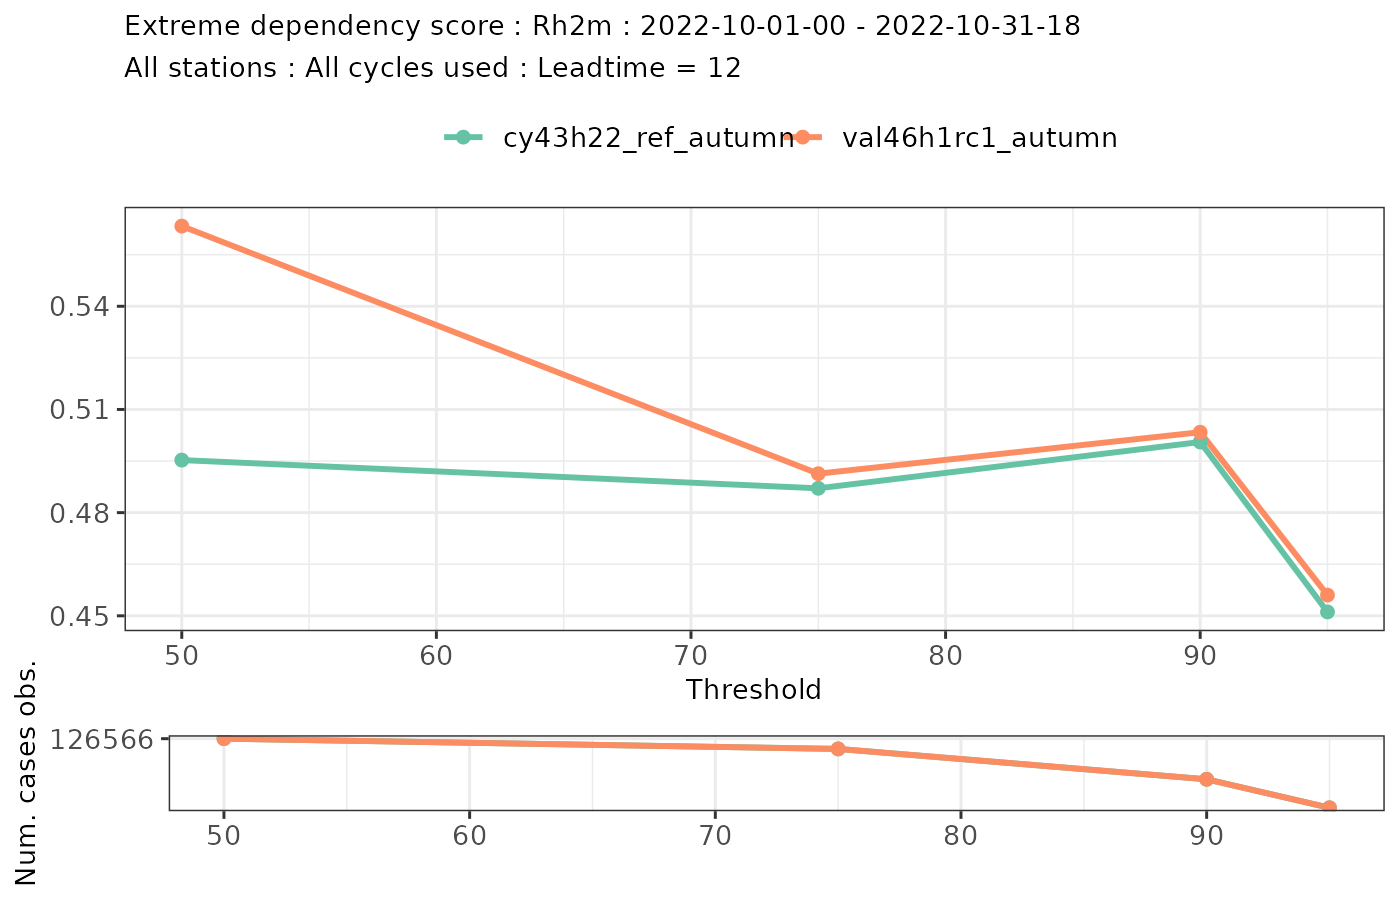 Extreme dependency score : Rh2m : 2022-10-01-00 - 2022-10-31-18
All stations : All cycles used : Leadtime = 12
cy43h22_ref_autumn val46h1rc1_autumn
0.54
0.51
0.48
0.45
50 60 70 80 90
Threshold
Num. cases obs.
126566
50 60 70 80 90